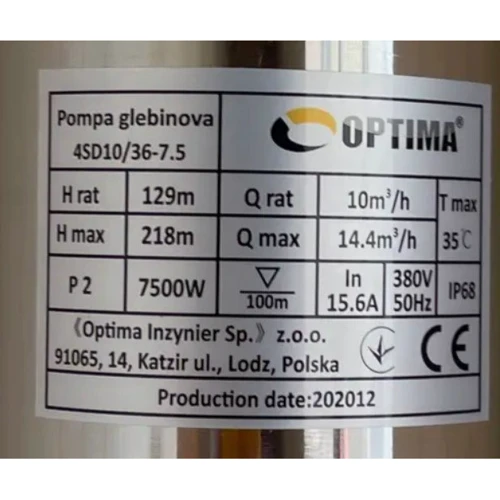 Pompa glebinova
4SD10/36-7.5
OPTIMA®
H rat 129m Q rat 10m³/h T max
H max 218m Q max 14.4m³/h 35℃
P 2 7500W 100m In 15.6A 380V 50Hz IP68
《Optima Inzynier Sp.》 z.o.o.
91065, 14, Katzir ul., Lodz, Polska
CE
Production date:202012